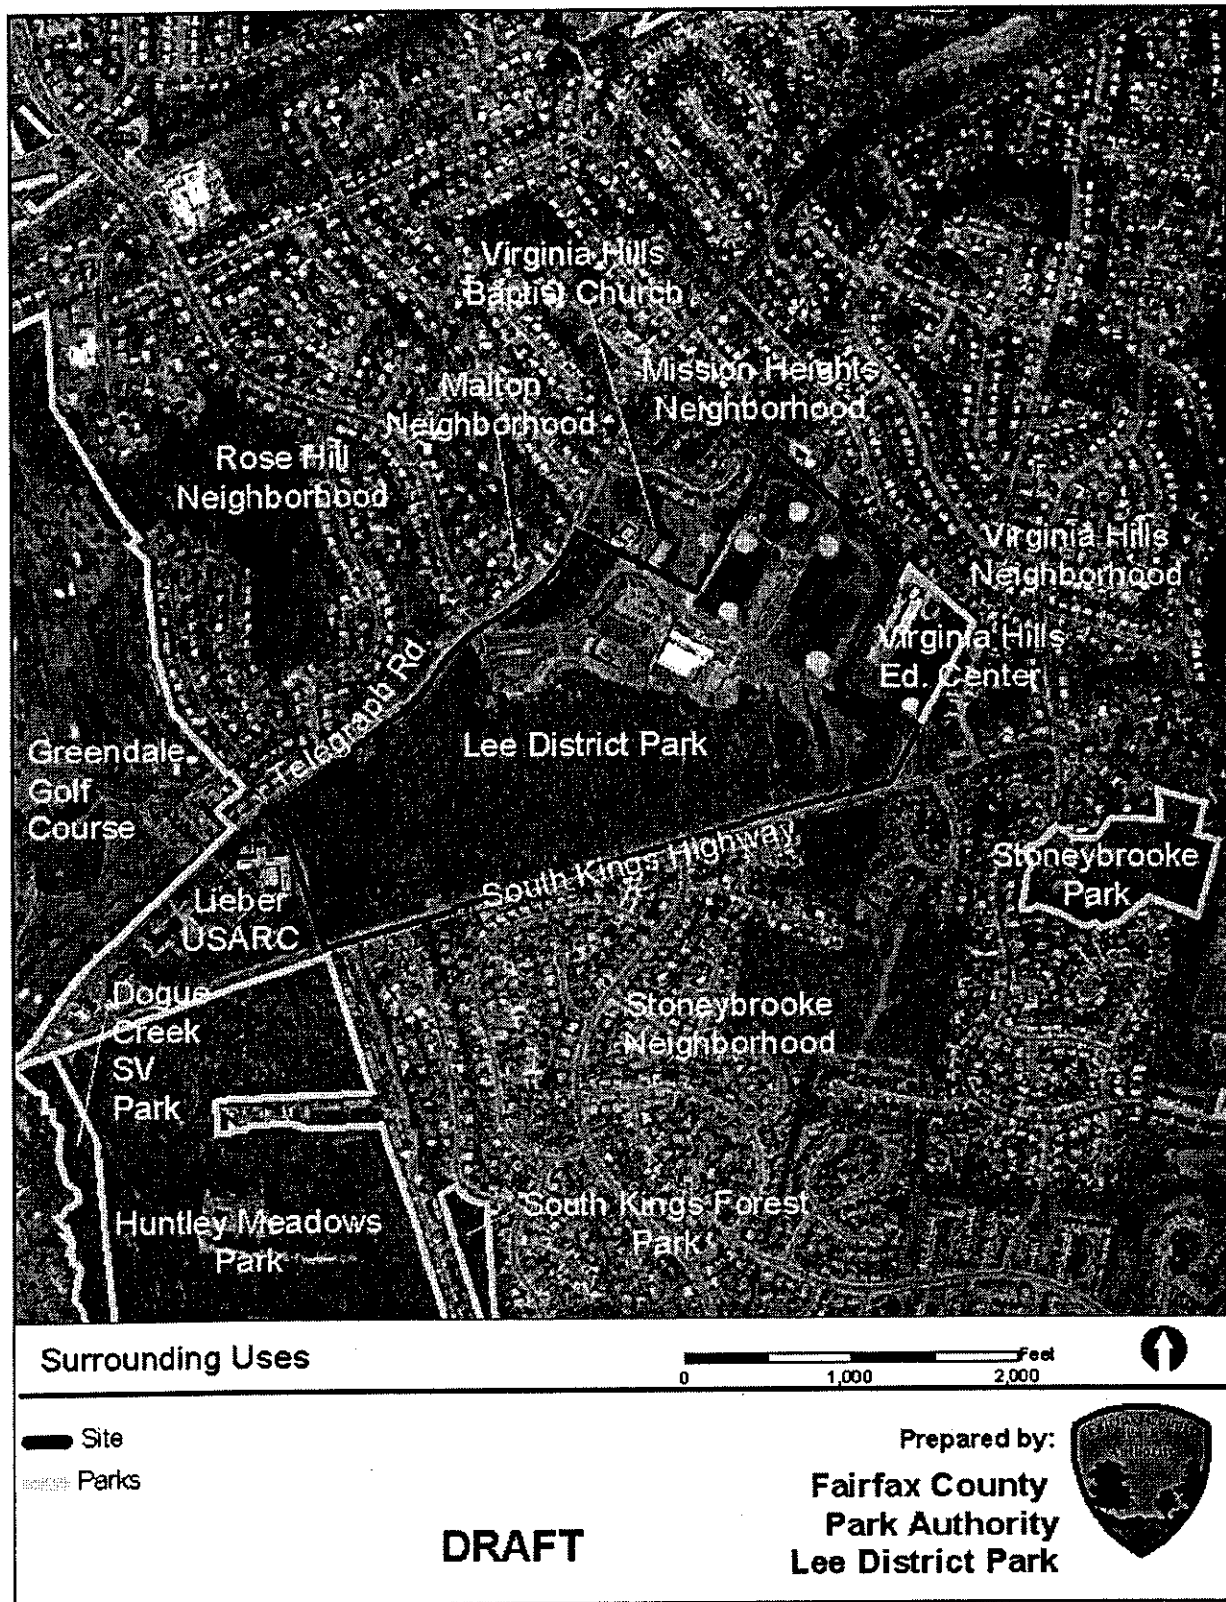 Virginia Hills
Baptist Church
Mission Heights
Neighborhood
Maltop
Neighborhood
Rose Hill
Neighborhood
Virginia Hills
Neighborhood
Virginia Hills
Ed. Center
Telegraph Rd
Lee District Park
Greendale
Golf
Course
South Kings Highway
Stoneybrooke
Park
Lieber
USARC
Dogue
Creek
SV
Park
Stoneybrooke
Neighborhood
South Kings Forest
Park
Huntley Meadows
Park
Surrounding Uses
Feet
0 1,000 2,000
Site
Parks
Prepared by:
Fairfax County
Park Authority
Lee District Park
DRAFT